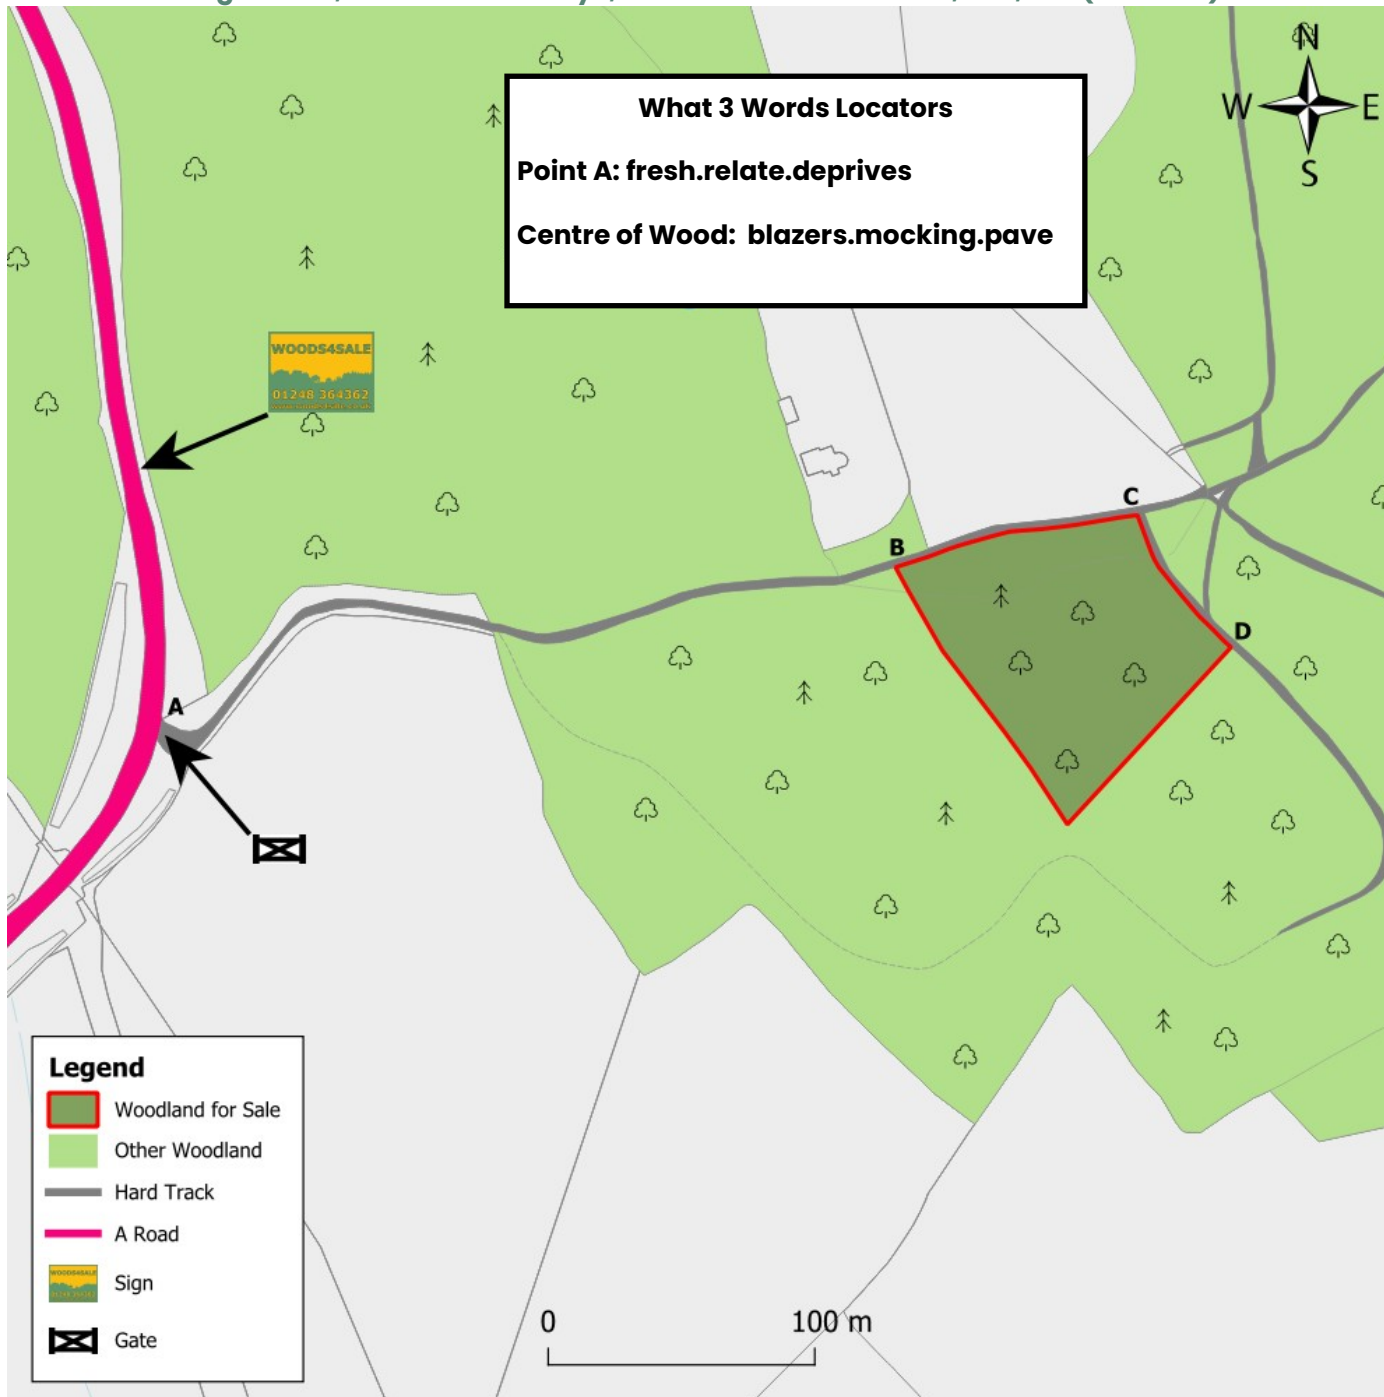 What 3 Words Locators
Point A: fresh.relate.deprives
Centre of Wood: blazers.mocking.pave
N
W E
S
WOODS4SALE
01248 364362
C
B
D
A
Legend
Woodland for Sale
Other Woodland
Hard Track
A Road
WOODS4SALE
Sign
Gate
0 100 m